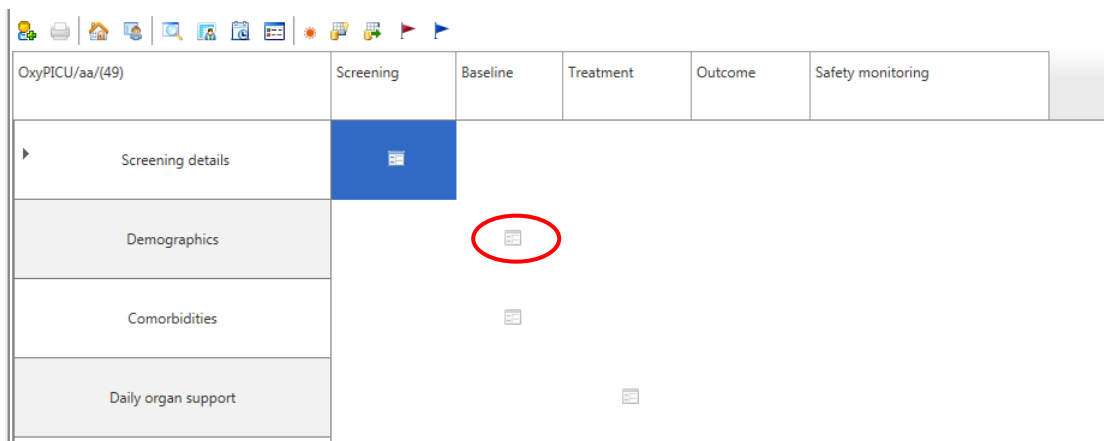 OxyPICU/aa/(49) Screening Baseline Treatment Outcome Safety monitoring
Screening details
Demographics
Comorbidities
Daily organ support